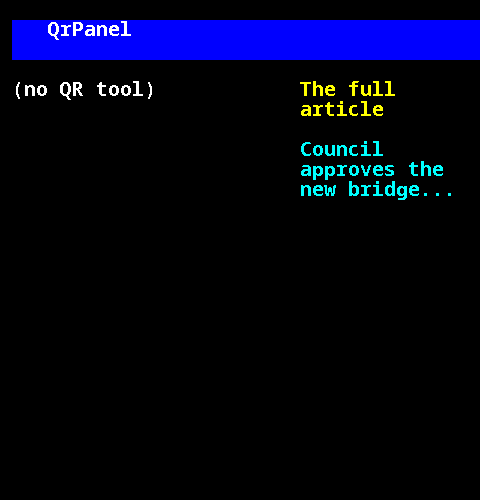 QrPanel
(no QR tool)
The full
article
Council
approves the
new bridge...